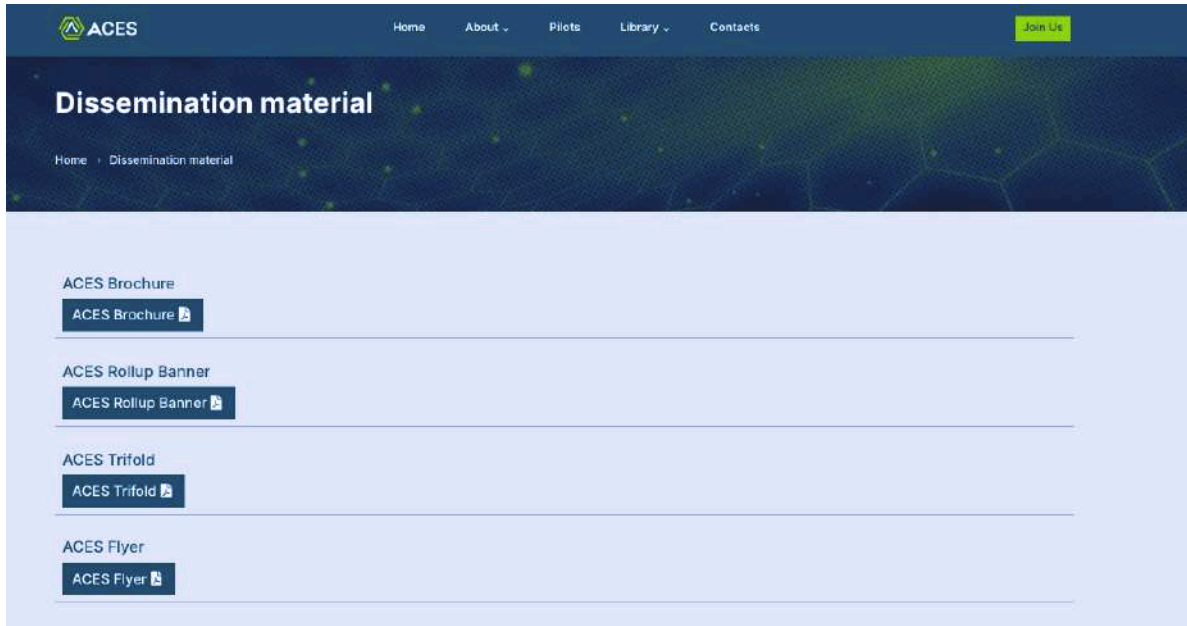 ACES Home About Pilots Library Contacts Join Us
Dissemination material
Home › Dissemination material
ACES Brochure
ACES Brochure
ACES Rollup Banner
ACES Rollup Banner
ACES Trifold
ACES Trifold
ACES Flyer
ACES Flyer